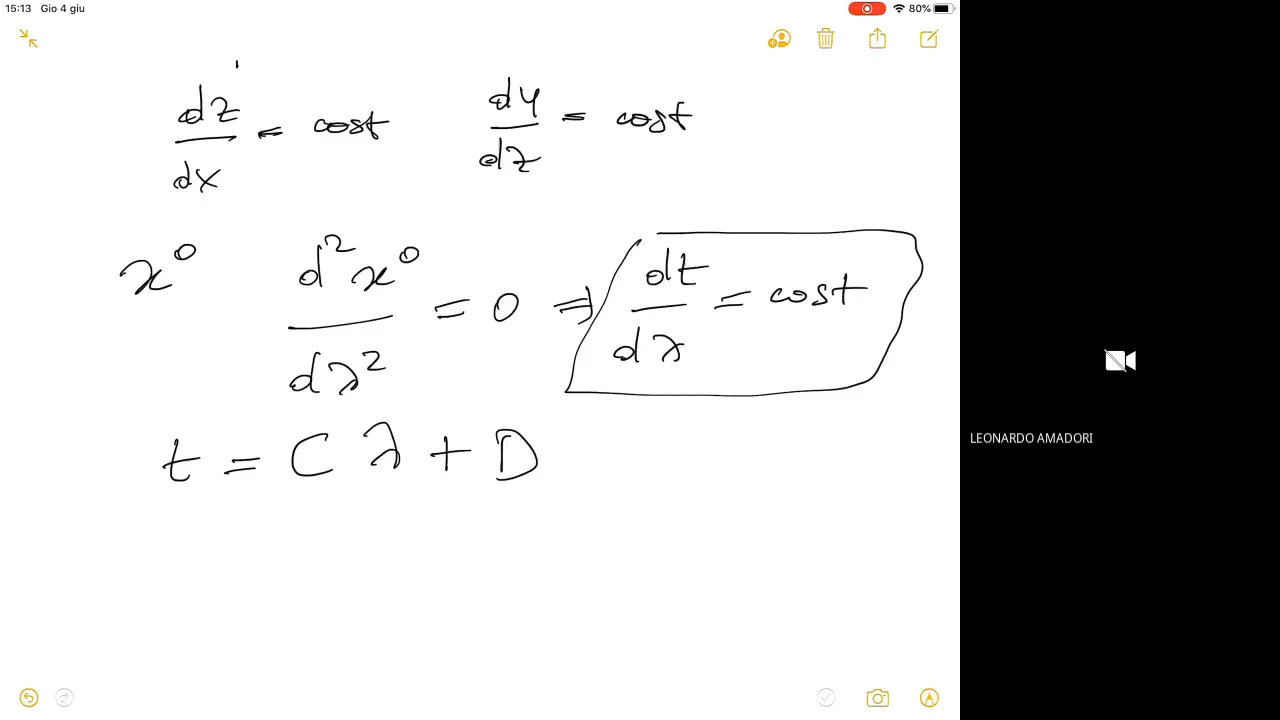 15:13 Gio 4 giu 80%
dz/dx = cost dy/dz = cost
x⁰ d²x⁰/dλ² = 0 ⇒ dt/dλ = cost
t = C λ + D
LEONARDO AMADORI